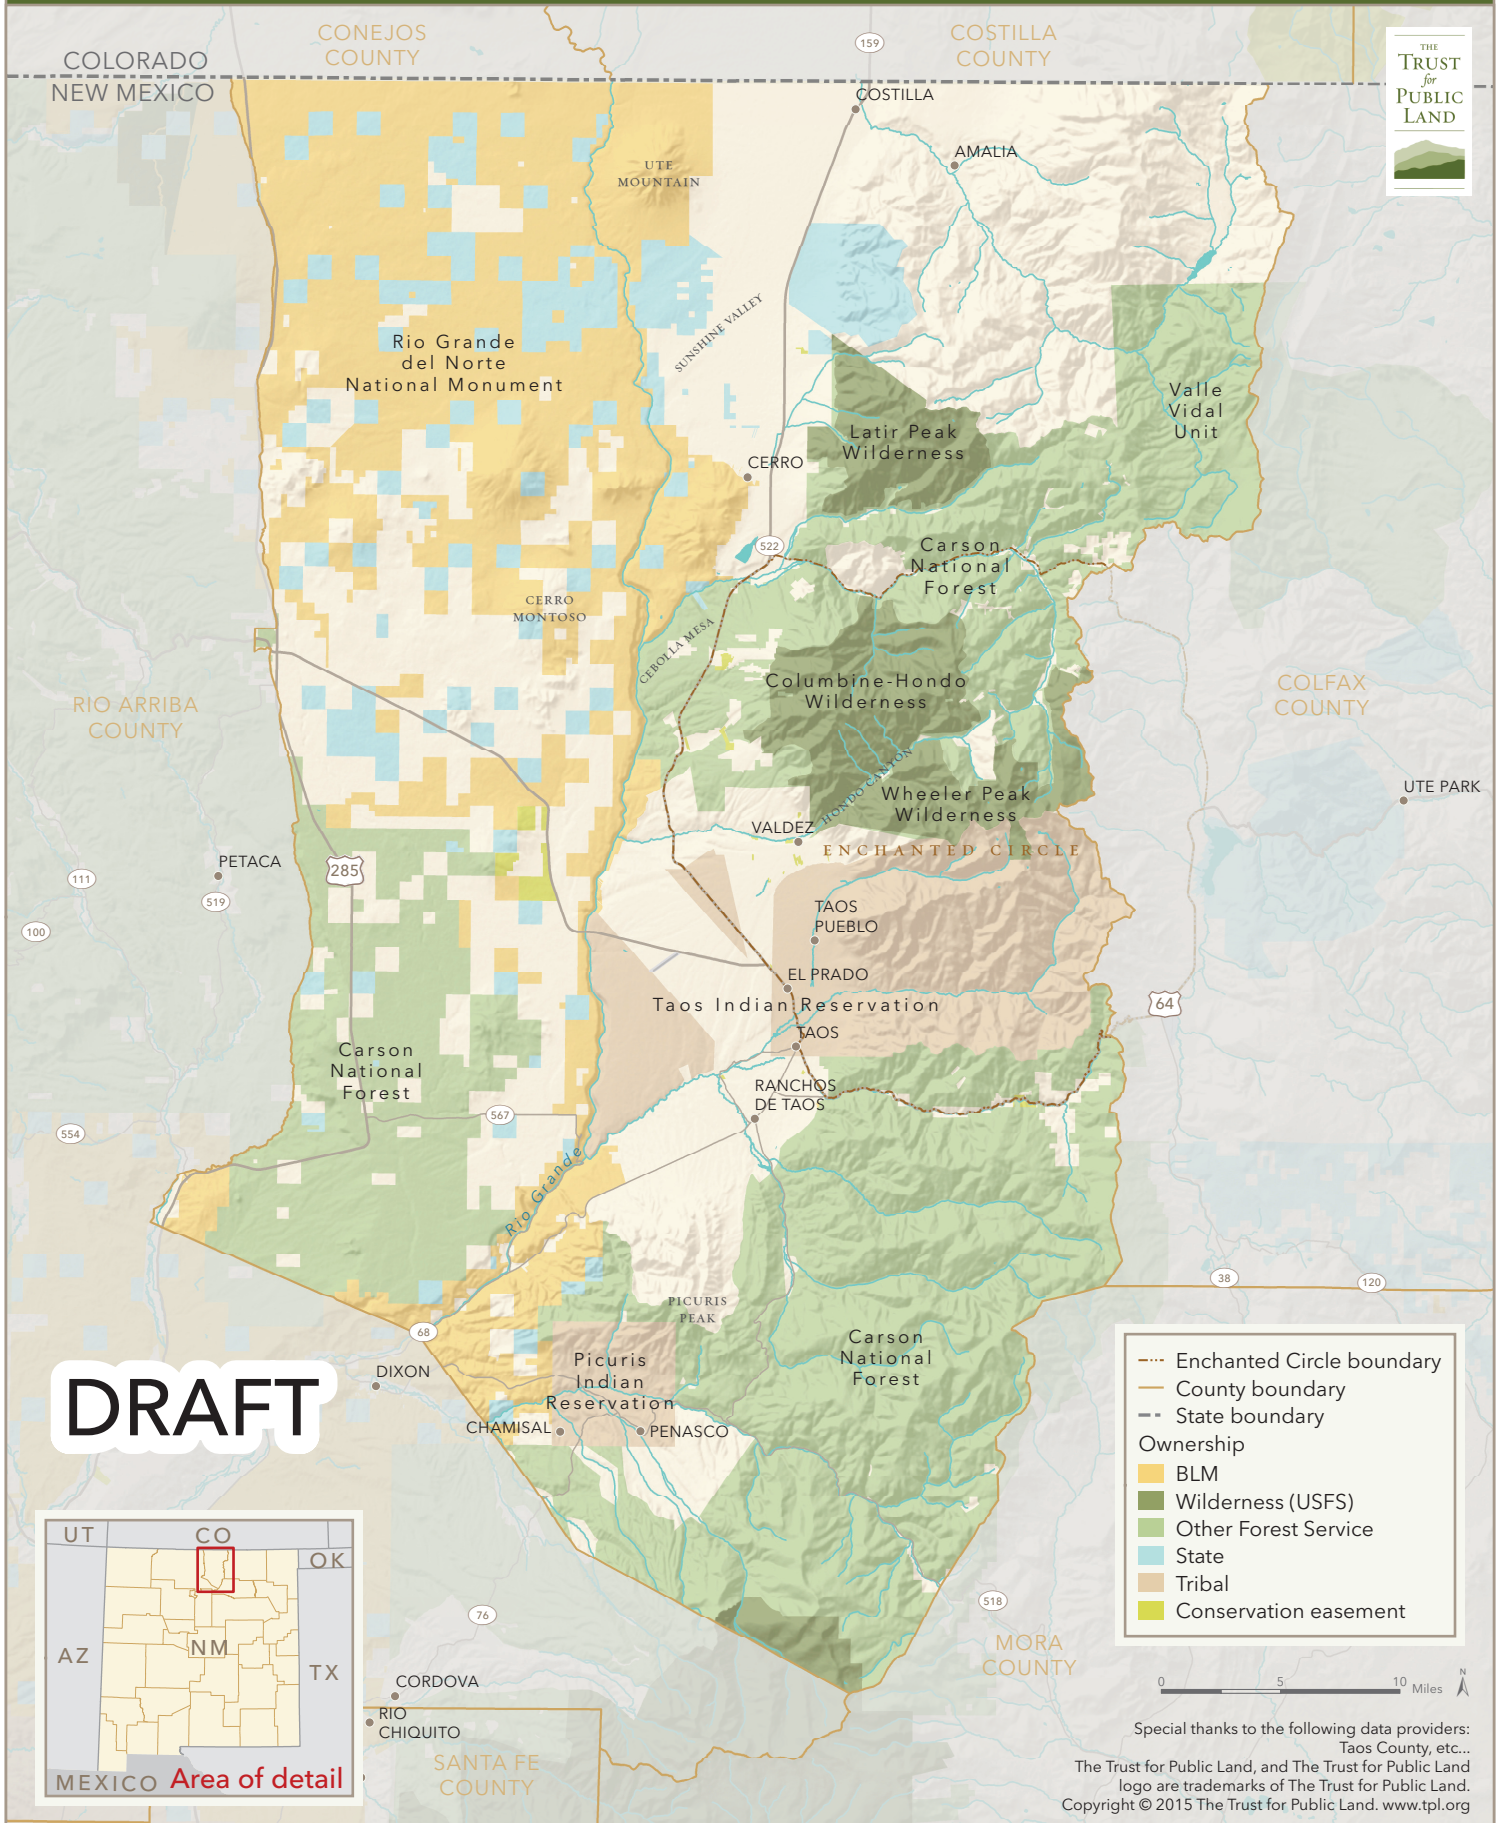 CONEJOS
COUNTY
COSTILLA
COUNTY
159
COLORADO
NEW MEXICO
THE
TRUST
for
PUBLIC
LAND
COSTILLA
AMALIA
UTE
MOUNTAIN
SUNSHINE VALLEY
Rio Grande
del Norte
National Monument
Valle
Vidal
Unit
Latir Peak
Wilderness
CERRO
522
Carson
National
Forest
CERRO
MONTOSO
CEBOLLA MESA
Columbine-Hondo
Wilderness
RIO ARRIBA
COUNTY
COLFAX
COUNTY
HONDO CANYON
UTE PARK
Wheeler Peak
Wilderness
VALDEZ
ENCHANTED CIRCLE
PETACA
285
111
519
100
TAOS
PUEBLO
EL PRADO
Taos Indian Reservation
64
TAOS
Carson
National
Forest
RANCHOS
DE TAOS
567
554
Rio Grande
38
120
PICURIS
PEAK
68
Carson
National
Forest
DIXON
Picuris
Indian
Reservation
CHAMISAL
PENASCO
DRAFT
Enchanted Circle boundary
County boundary
State boundary
Ownership
BLM
Wilderness (USFS)
Other Forest Service
State
Tribal
Conservation easement
UT
CO
OK
AZ
NM
TX
MEXICO
Area of detail
76
518
MORA
COUNTY
CORDOVA
RIO
CHIQUITO
SANTA FE
COUNTY
0
5
10
Miles
N
Special thanks to the following data providers:
Taos County, etc...
The Trust for Public Land, and The Trust for Public Land
logo are trademarks of The Trust for Public Land.
Copyright © 2015 The Trust for Public Land. www.tpl.org